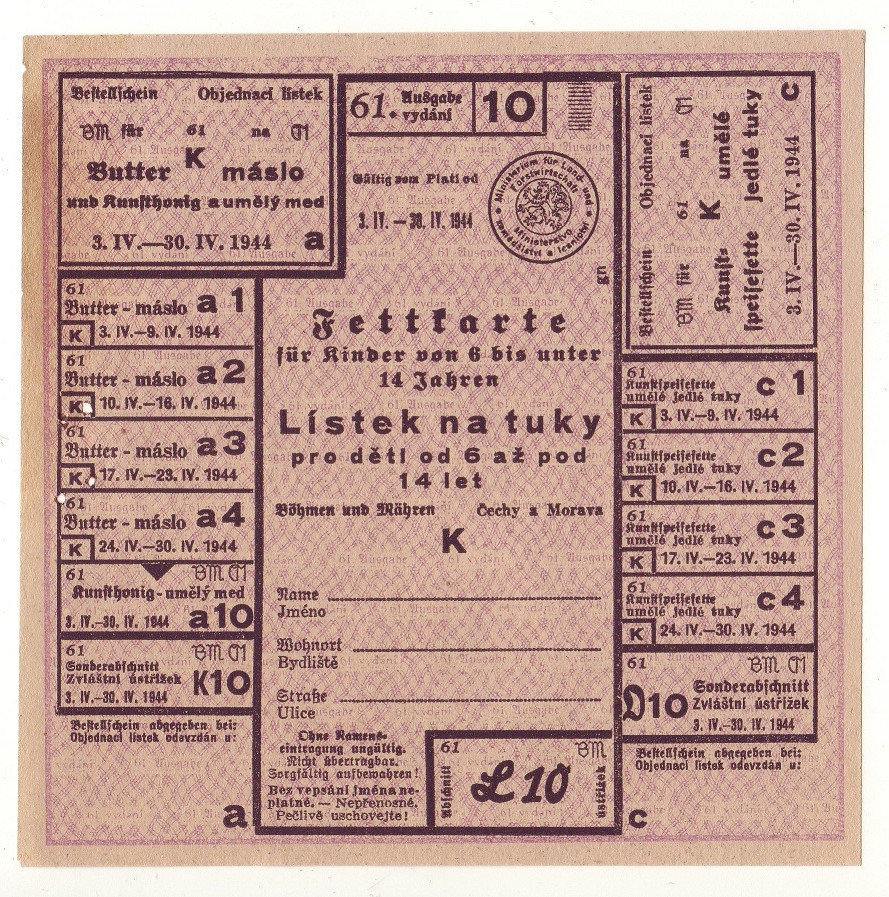 Bestellschein Objednací lístek
BM für 61 na ČM
Butter K máslo
und Kunsthonig a umělý med
3. IV.—30. IV. 1944 a
61
Butter - máslo a 1
K 3. IV.—9. IV. 1944
61
Butter - máslo a 2
K 10. IV.—16. IV. 1944
61
Butter - máslo a 3
K 17. IV.—23. IV. 1944
61
Butter - máslo a 4
K 24. IV.—30. IV. 1944
61 BM ČM
Kunsthonig - umělý med
3. IV.—30. IV. 1944 a10
61 BM ČM
Sonderabschnitt
Zvláštní ústřižek K10
3. IV.—30. IV. 1944
Bestellschein abgegeben bei:
Objednací lístek odevzdán u:
a
61. Ausgabe
vydání 10
Gültig vom Platí od
3. IV. — 30. IV. 1944
Ministerium für Land- und Forstwirtschaft
Ministerstvo zemědělství a lesnictví
gn
Fettkarte
für Kinder von 6 bis unter
14 Jahren
Lístek na tuky
pro děti od 6 až pod
14 let
Böhmen und Mähren Čechy a Morava
K
Name
Jméno
Wohnort
Bydliště
Straße
Ulice
Ohne Namens-
eintragung ungültig.
Nicht übertragbar.
Sorgfältig aufbewahren!
Bez vepsání jména ne-
platné. — Nepřenosné.
Pečlivě uschovejte!
61 BM
Abschnitt L 10 ústřižek
Bestellschein Objednací lístek
BM für 61 na ČM
Kunst- K umělé
speisefette jedlé tuky
3. IV.—30. IV. 1944 c
61
Kunstspeisefette
umělé jedlé tuky c 1
K 3. IV.—9. IV. 1944
61
Kunstspeisefette
umělé jedlé tuky c 2
K 10. IV.—16. IV. 1944
61
Kunstspeisefette
umělé jedlé tuky c 3
K 17. IV.—23. IV. 1944
61
Kunstspeisefette
umělé jedlé tuky c 4
K 24. IV.—30. IV. 1944
61 BM ČM
Sonderabschnitt
D10 Zvláštní ústřižek
3. IV.—30. IV. 1944
Bestellschein abgegeben bei:
Objednací lístek odevzdán u:
c